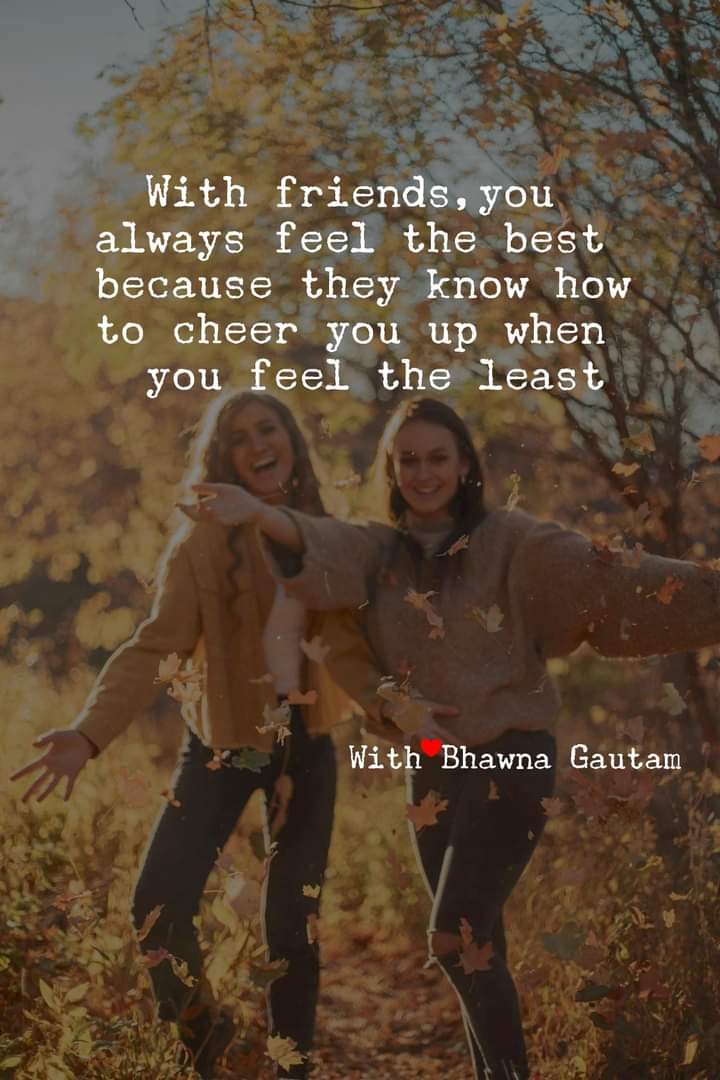 With friends,you
always feel the best
because they know how
to cheer you up when
you feel the least
With❤Bhawna Gautam